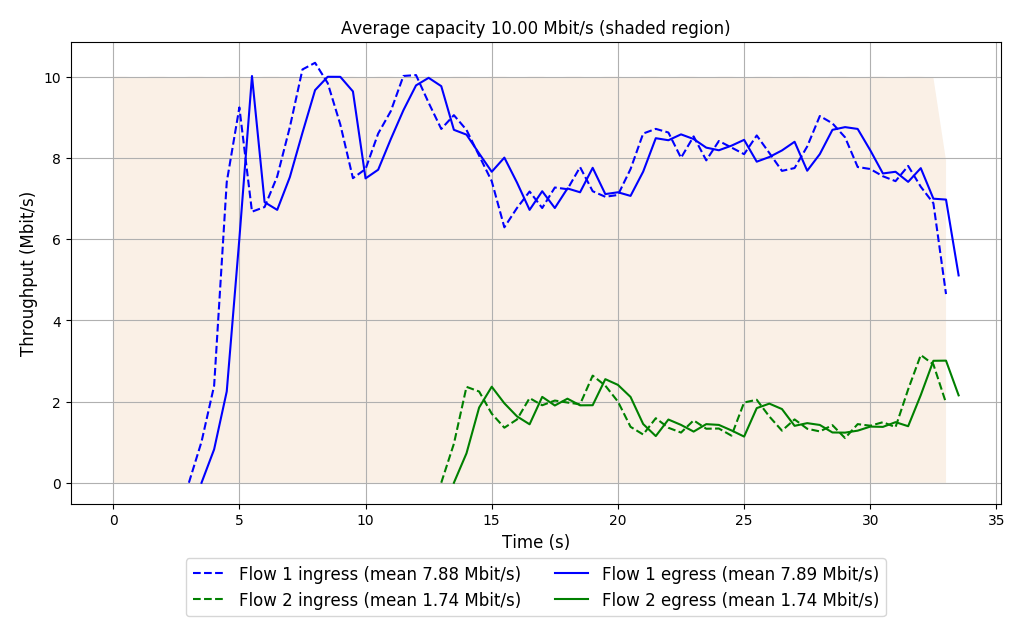 Average capacity 10.00 Mbit/s (shaded region)
Throughput (Mbit/s)
10
8
6
4
2
0
0 5 10 15 20 25 30 35
Time (s)
Flow 1 ingress (mean 7.88 Mbit/s) Flow 1 egress (mean 7.89 Mbit/s)
Flow 2 ingress (mean 1.74 Mbit/s) Flow 2 egress (mean 1.74 Mbit/s)